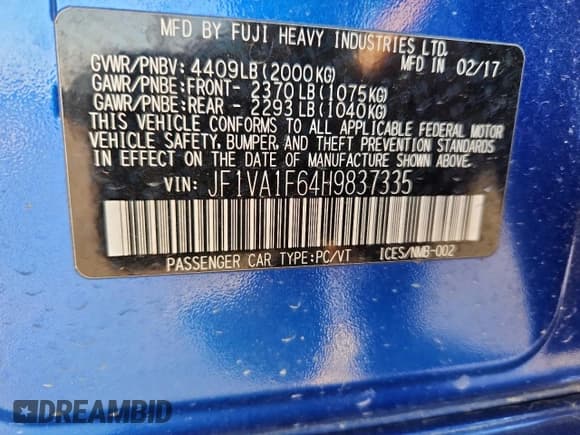 MFD BY FUJI HEAVY INDUSTRIES LTD.
GVWR/PNBV: 4409LB(2000KG) MFD IN 02/17
GAWR/PNBE:FRONT- 2370LB(1075KG)
GAWR/PNBE:REAR - 2293LB(1040KG)
THIS VEHICLE CONFORMS TO ALL APPLICABLE FEDERAL MOTOR
VEHICLE SAFETY, BUMPER, AND THEFT PREVENTION STANDARDS
IN EFFECT ON THE DATE OF MANUFACTURE SHOWN ABOVE.
VIN: JF1VA1F64H9837335
PASSENGER CAR TYPE:PC/VT ICES/NMB-002
DREAMBID